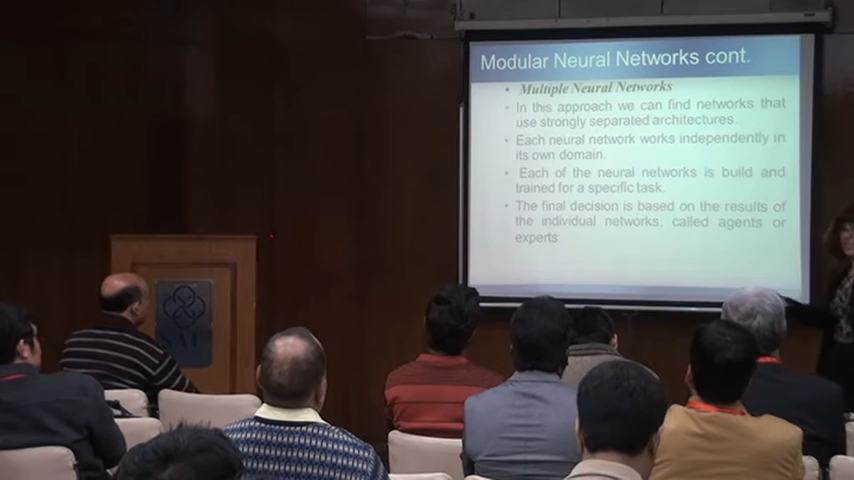 Modular Neural Networks cont.
• Multiple Neural Networks
• In this approach we can find networks that
use strongly separated architectures.
• Each neural network works independently in
its own domain.
• Each of the neural networks is build and
trained for a specific task.
• The final decision is based on the results of
the individual networks, called agents or
experts.